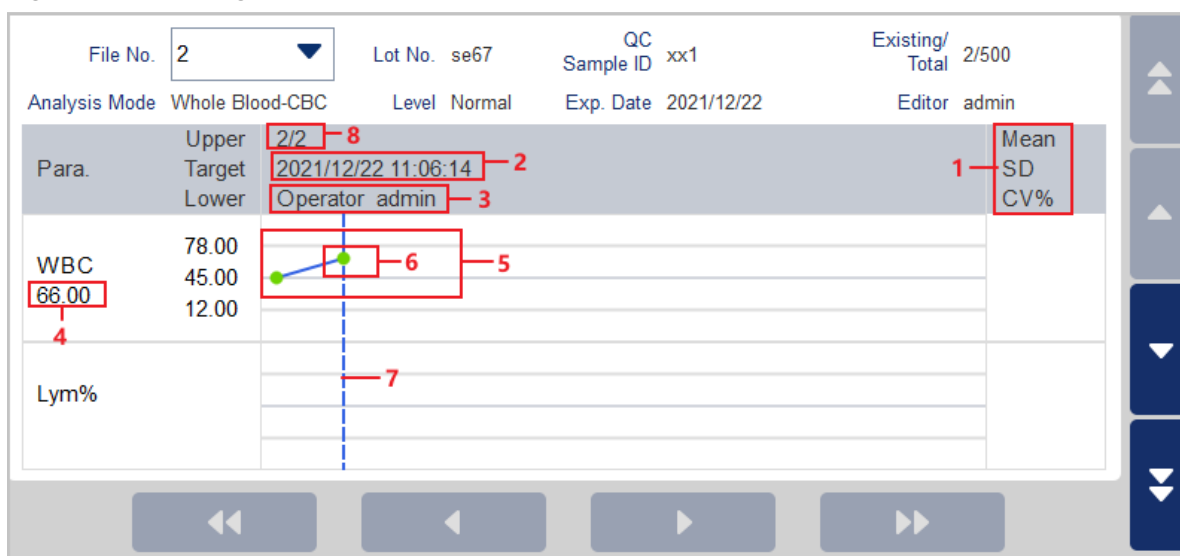 File No. 2 Lot No. se67 QC Sample ID xx1 Existing/ Total 2/500
Analysis Mode Whole Blood-CBC Level Normal Exp. Date 2021/12/22 Editor admin
Upper 2/2 8 Mean
Para. Target 2021/12/22 11:06:14 2 1 SD
Lower Operator admin 3 CV%
78.00
WBC 6 5
45.00
66.00
12.00
4
7
Lym%